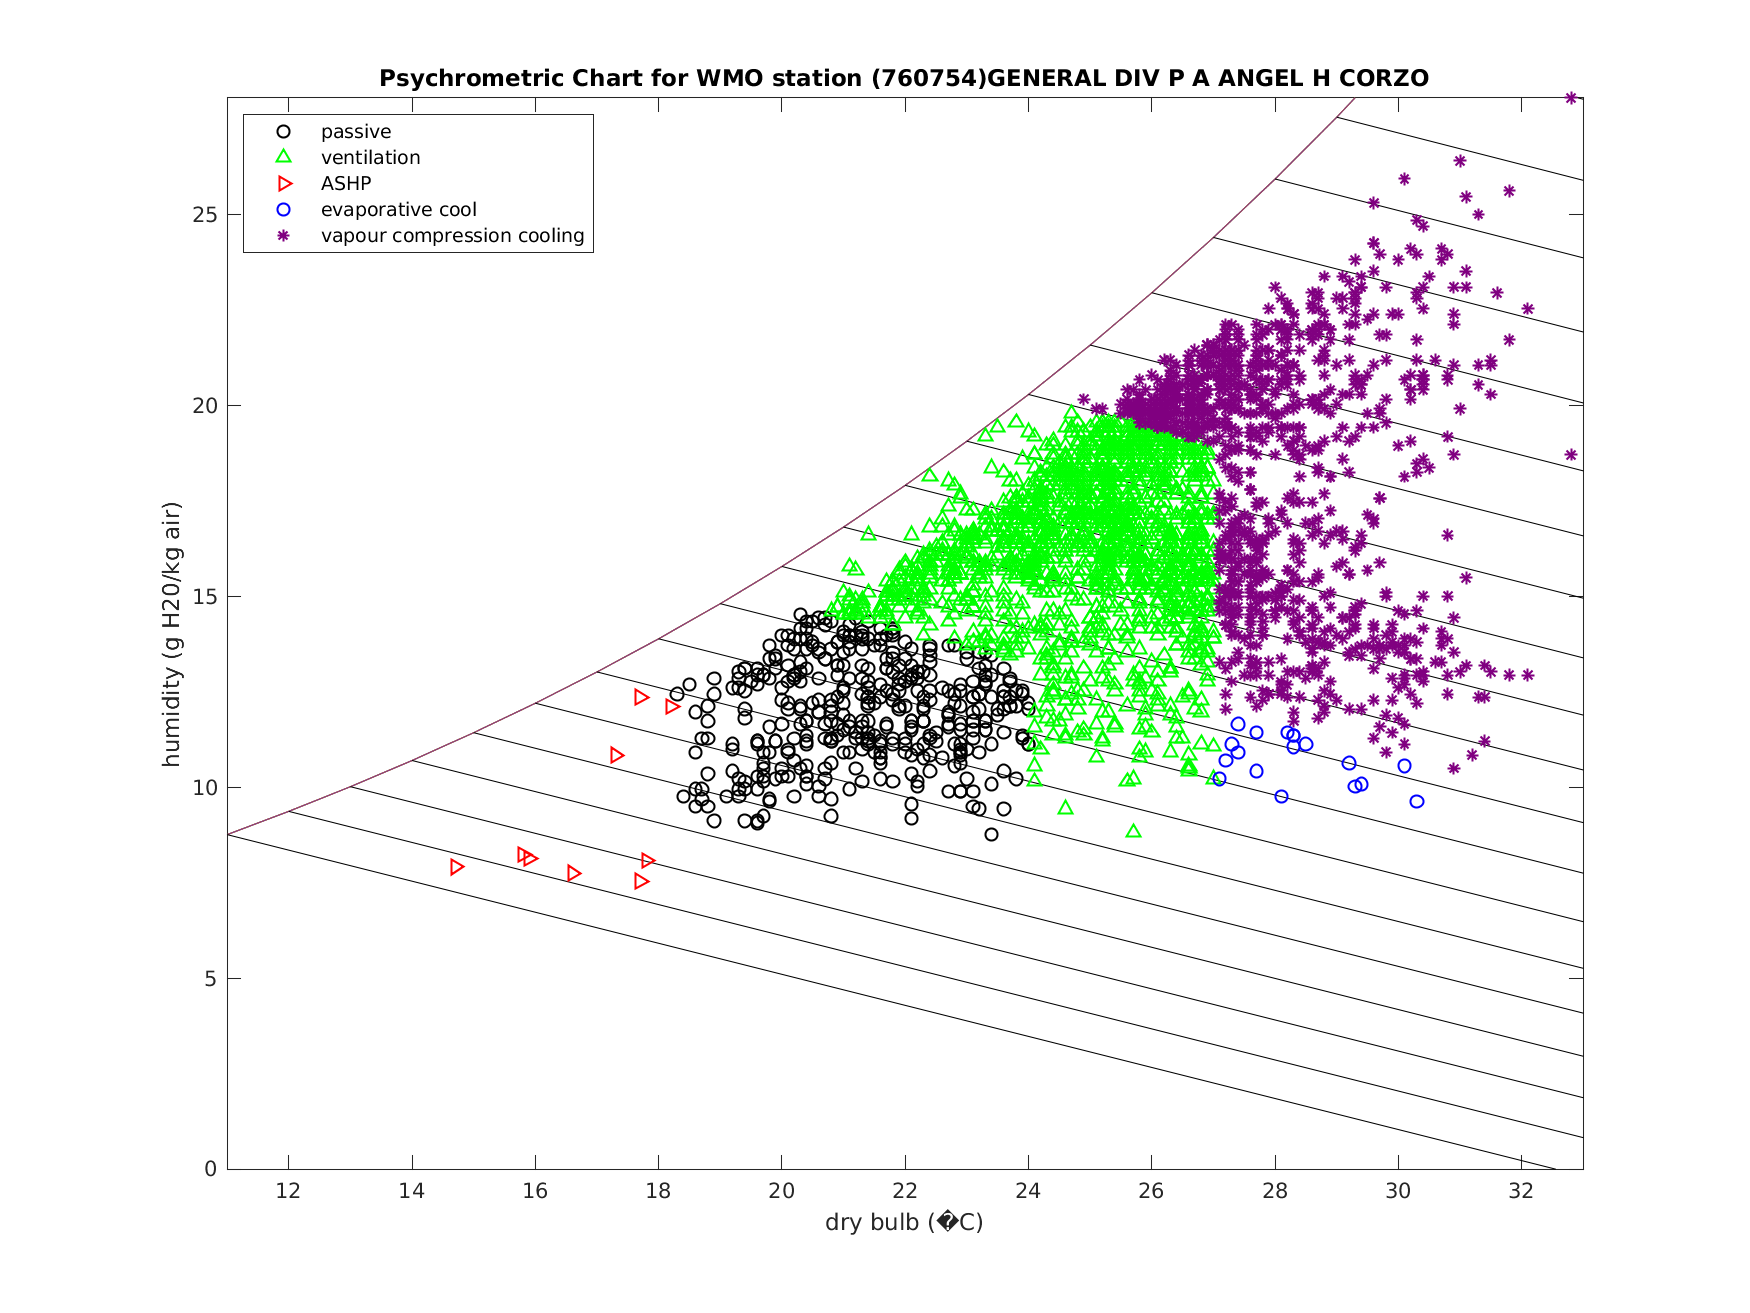 Psychrometric Chart for WMO station (760754)GENERAL DIV P A ANGEL H CORZO
passive
ventilation
ASHP
evaporative cool
vapour compression cooling
humidity (g H20/kg air)
25
20
15
10
5
0
12 14 16 18 20 22 24 26 28 30 32
dry bulb (�C)